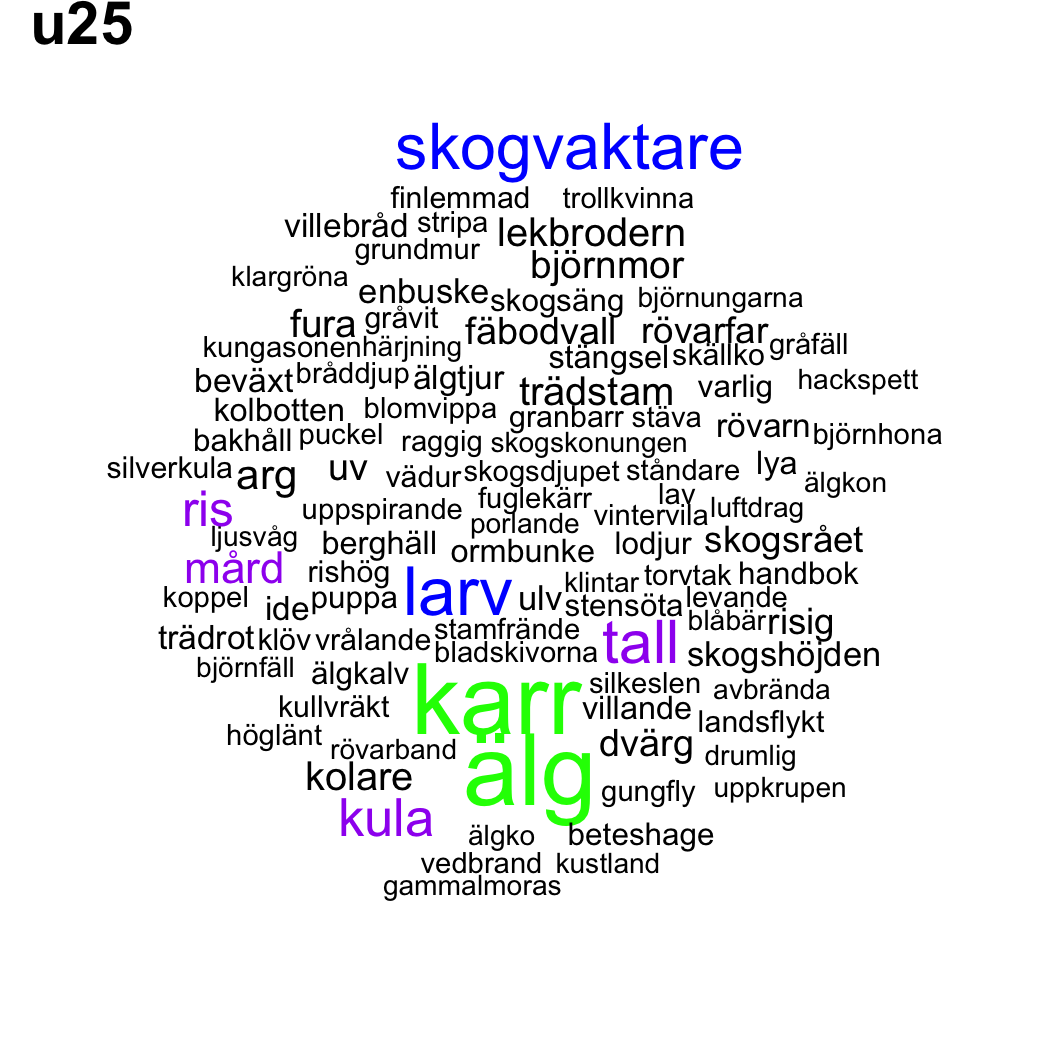 u25
skogvaktare
finlemmad trollkvinna
villebråd stripa lekbrodern
grundmur björnmor
klargröna enbuske skogsäng björnungarna
fura gråvit fäbodvall rövarfar
kungasonen härjning stängsel skällko gråfäll
beväxt bråddjup älgtjur trädstam varlig hackspett
kolbotten blomvippa granbarr stäva rövarn björnhona
bakhåll puckel raggig skogskonungen
silverkula arg uv vädur skogsdjupet ståndare lya älgkon
ris uppspirande fuglekärr lav vintervila luftdrag
ljusvåg berghäll porlande ormbunke lodjur skogsrået
mård rishög larv ulv klintar torvtak handbok
koppel ide puppa stensöta levande
trädrot klöv vrålande stamfrände tall blåbär risig
björnfäll älgkalv bladskivorna skogshöjden
kullvräkt karr silkeslen avbrända
villande landsflykt
höglänt rövarband älg dvärg drumlig
kolare gungfly uppkrupen
kula älgko beteshage
vedbrand kustland
gammalmoras